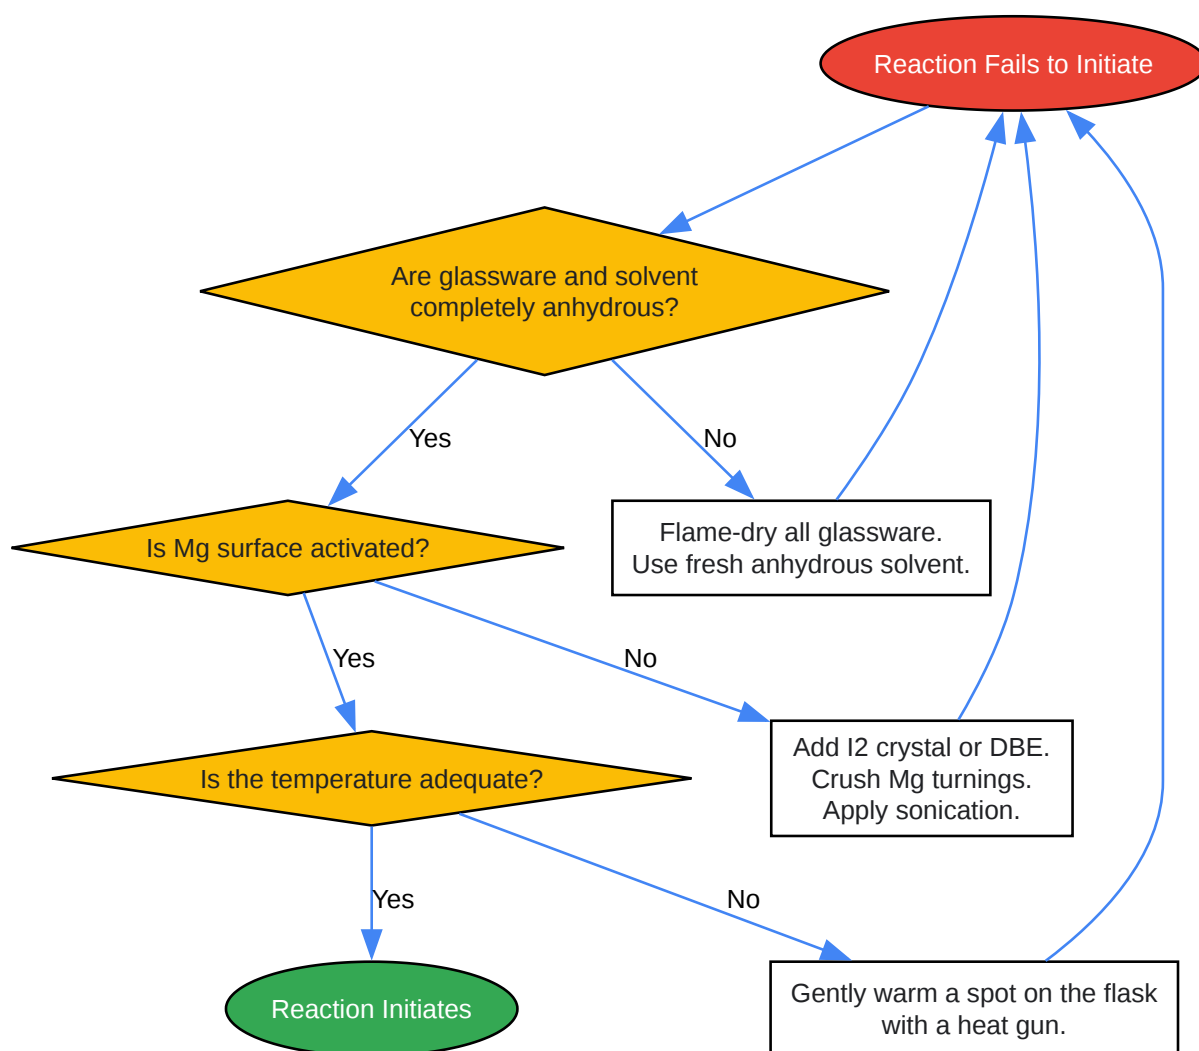 Reaction Fails to Initiate
Are glassware and solvent
completely anhydrous?
Yes
No
Is Mg surface activated?
Flame-dry all glassware.
Use fresh anhydrous solvent.
Yes
No
Is the temperature adequate?
Add I2 crystal or DBE.
Crush Mg turnings.
Apply sonication.
Yes
No
Reaction Initiates
Gently warm a spot on the flask
with a heat gun.